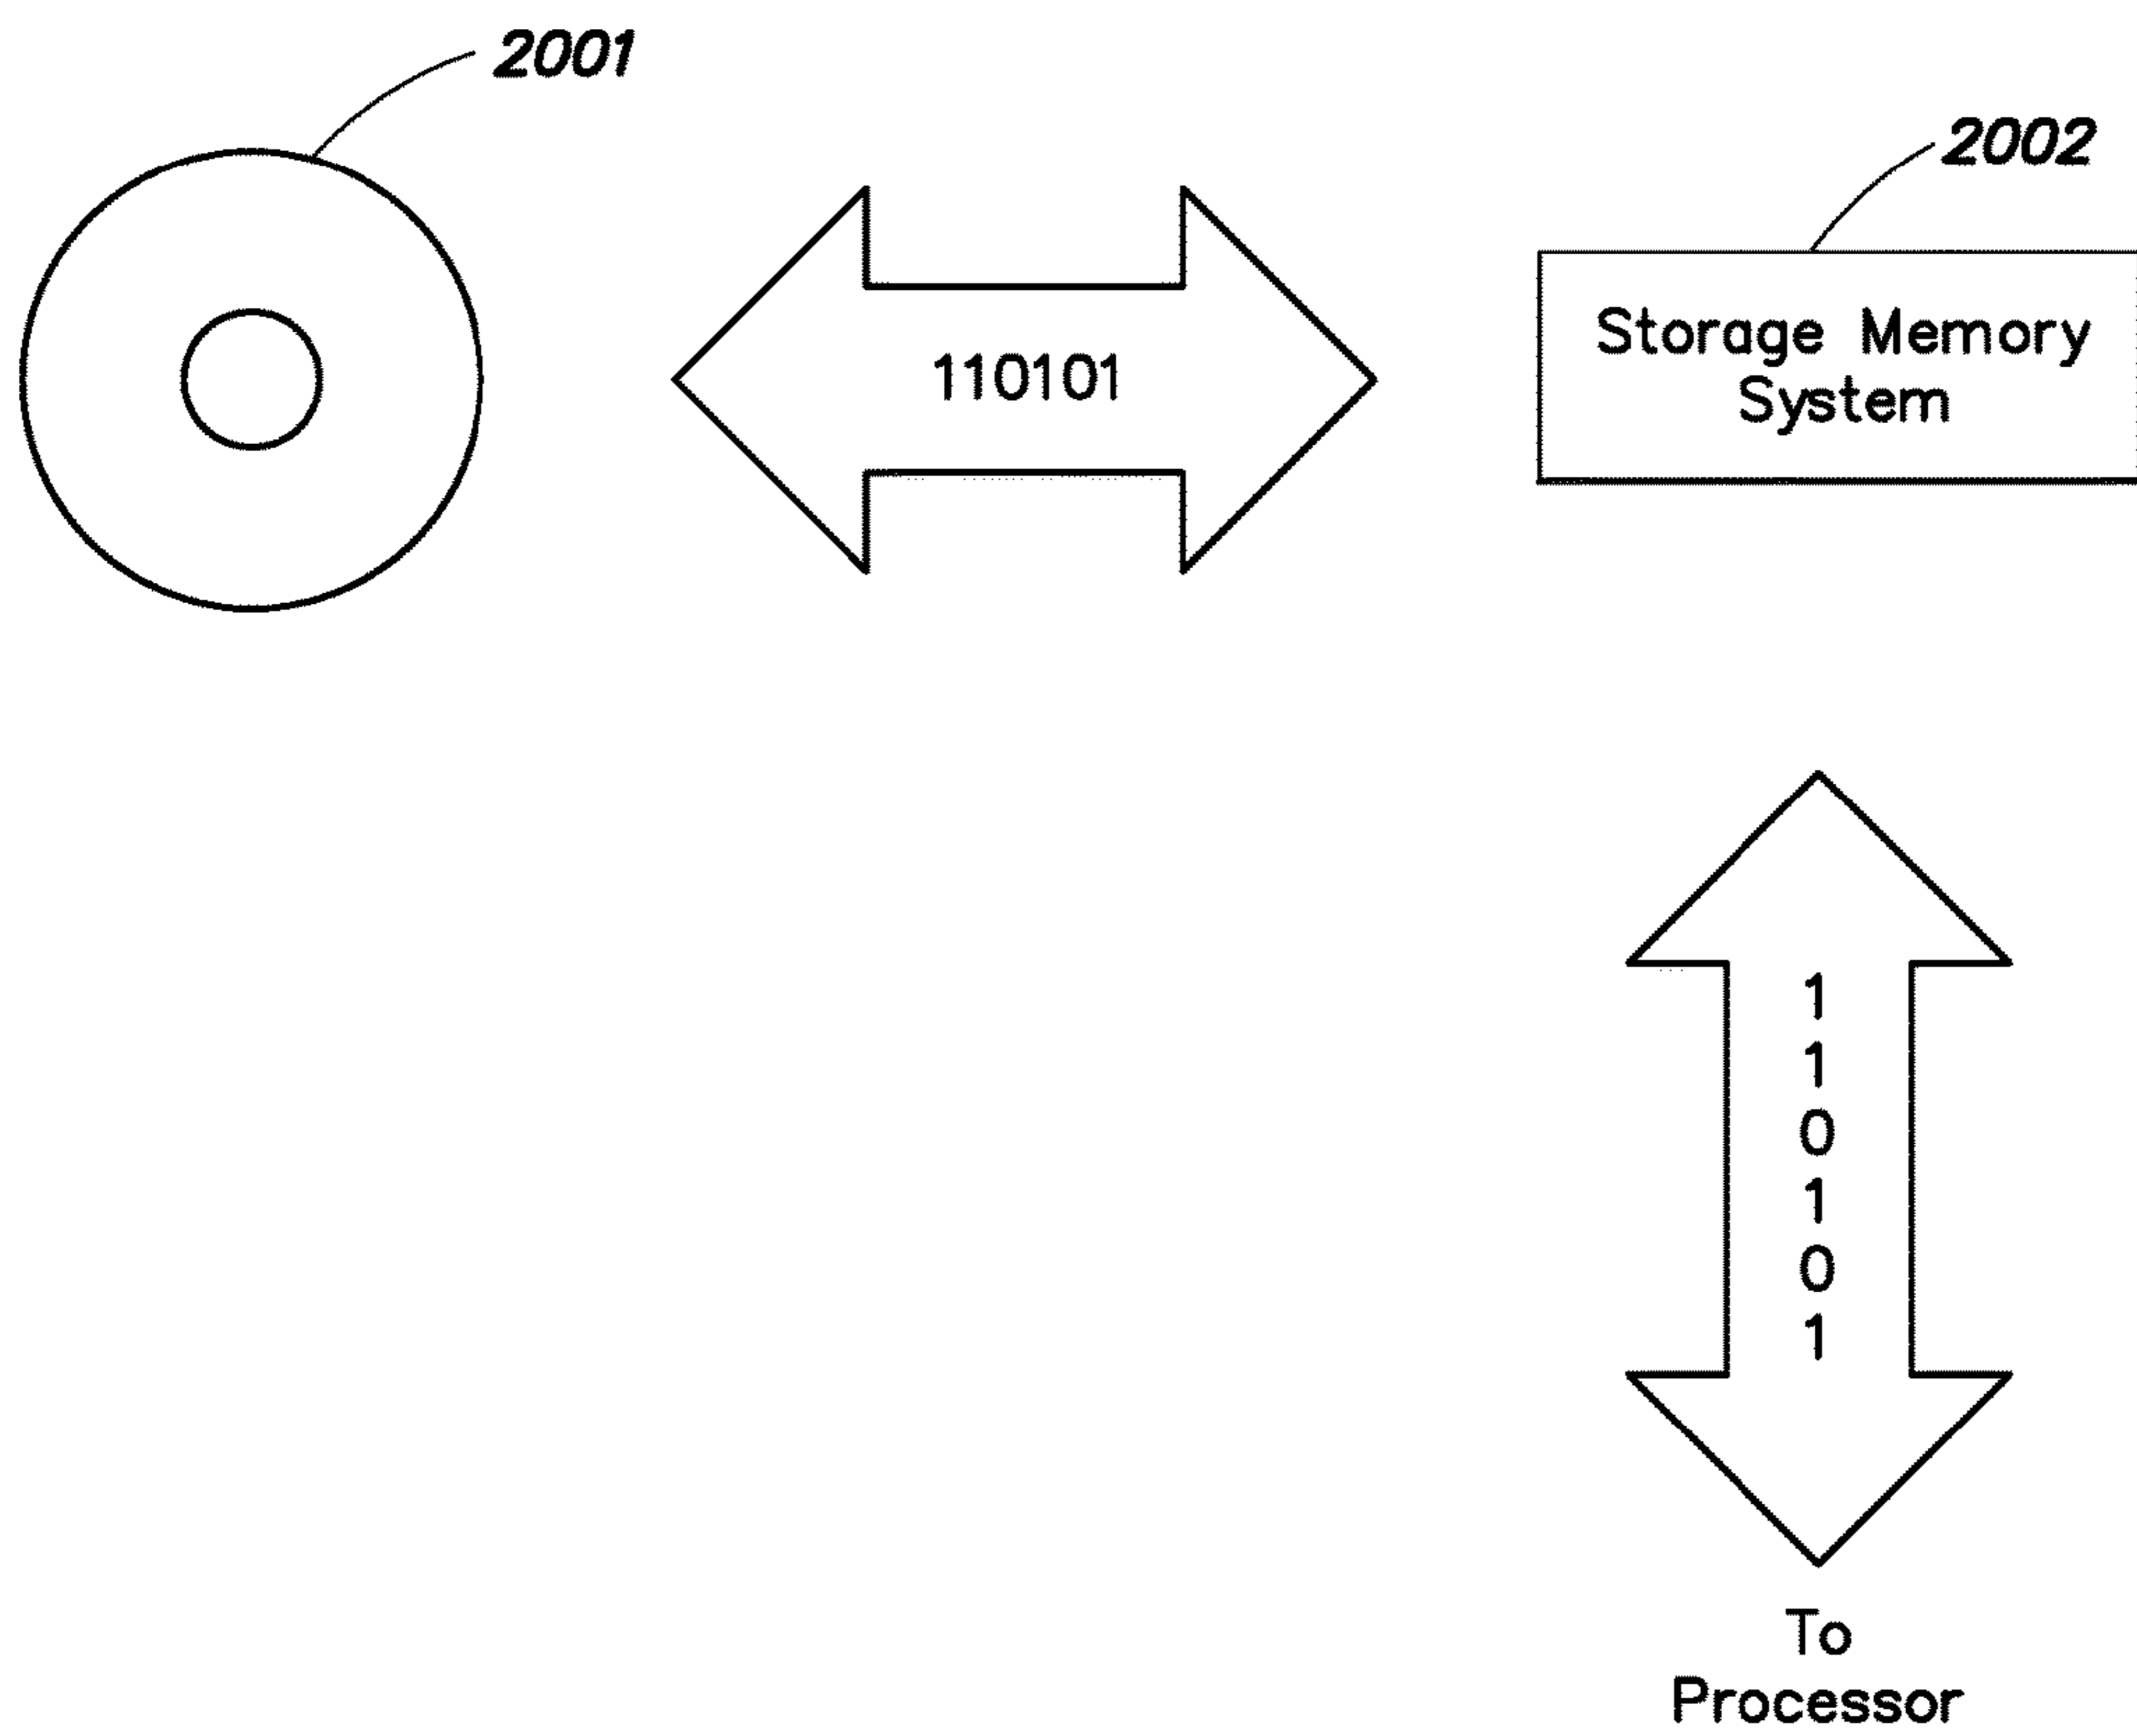 2001
2002
110101
Storage Memory
System
1
1
0
1
0
1
To
Processor